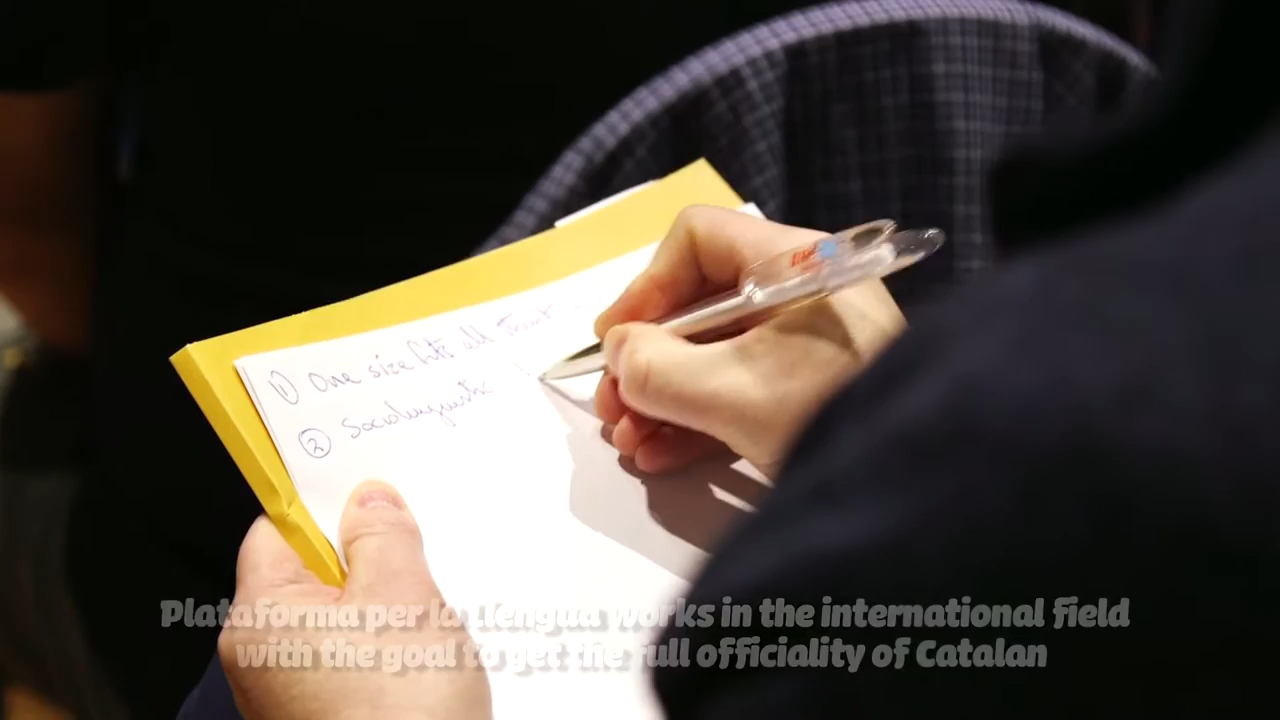 ① One size fits all
② Sociolinguistic
Plataforma per la Llengua works in the international field
with the goal to get the full officiality of Catalan